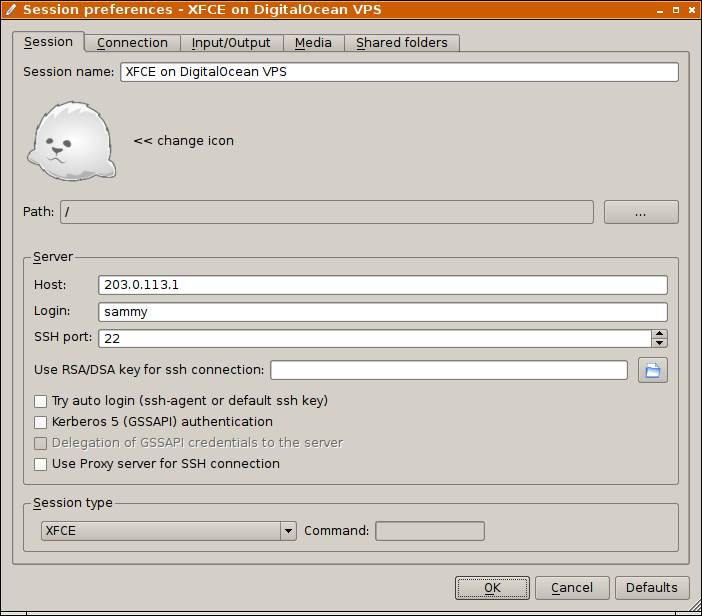 Session preferences - XFCE on DigitalOcean VPS
Session Connection Input/Output Media Shared folders
Session name: XFCE on DigitalOcean VPS
<< change icon
Path: / ...
Server
Host: 203.0.113.1
Login: sammy
SSH port: 22
Use RSA/DSA key for ssh connection:
Try auto login (ssh-agent or default ssh key)
Kerberos 5 (GSSAPI) authentication
Delegation of GSSAPI credentials to the server
Use Proxy server for SSH connection
Session type
XFCE Command:
OK Cancel Defaults